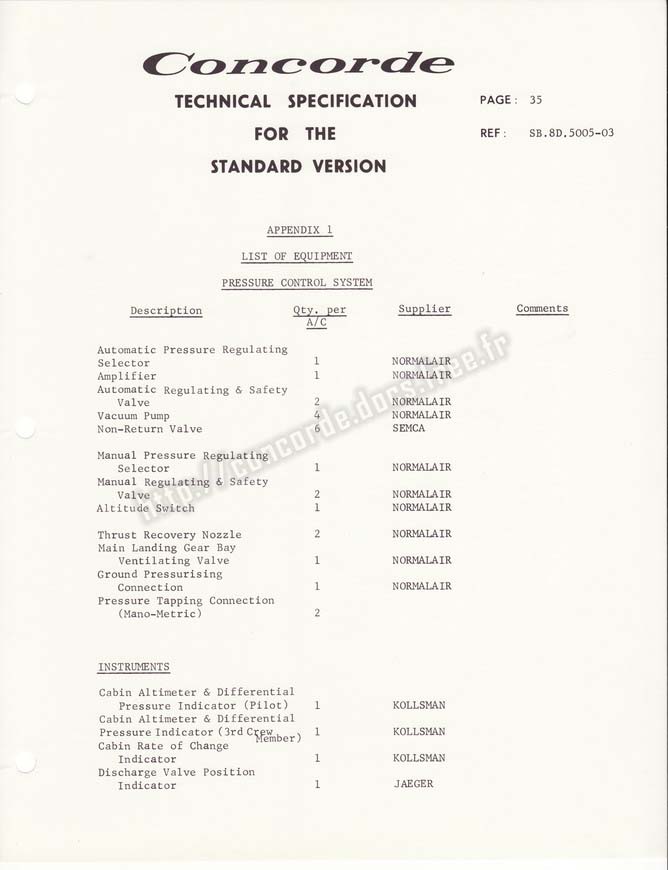 Concorde
TECHNICAL SPECIFICATION PAGE: 35
FOR THE REF: SB.8D.5005-03
STANDARD VERSION
APPENDIX 1
LIST OF EQUIPMENT
PRESSURE CONTROL SYSTEM
Description Qty. per Supplier Comments
A/C
Automatic Pressure Regulating
Selector 1 NORMALAIR
Amplifier 1 NORMALAIR
Automatic Regulating & Safety
Valve 2 NORMALAIR
Vacuum Pump 4 NORMALAIR
Non-Return Valve 6 SEMCA
Manual Pressure Regulating
Selector 1 NORMALAIR
Manual Regulating & Safety
Valve 2 NORMALAIR
Altitude Switch 1 NORMALAIR
Thrust Recovery Nozzle 2 NORMALAIR
Main Landing Gear Bay
Ventilating Valve 1 NORMALAIR
Ground Pressurising
Connection 1 NORMALAIR
Pressure Tapping Connection
(Mano-Metric) 2
INSTRUMENTS
Cabin Altimeter & Differential
Pressure Indicator (Pilot) 1 KOLLSMAN
Cabin Altimeter & Differential
Pressure Indicator (3rd Crew Member) 1 KOLLSMAN
Cabin Rate of Change
Indicator 1 KOLLSMAN
Discharge Valve Position
Indicator 1 JAEGER
http://concorde.docs.free.fr